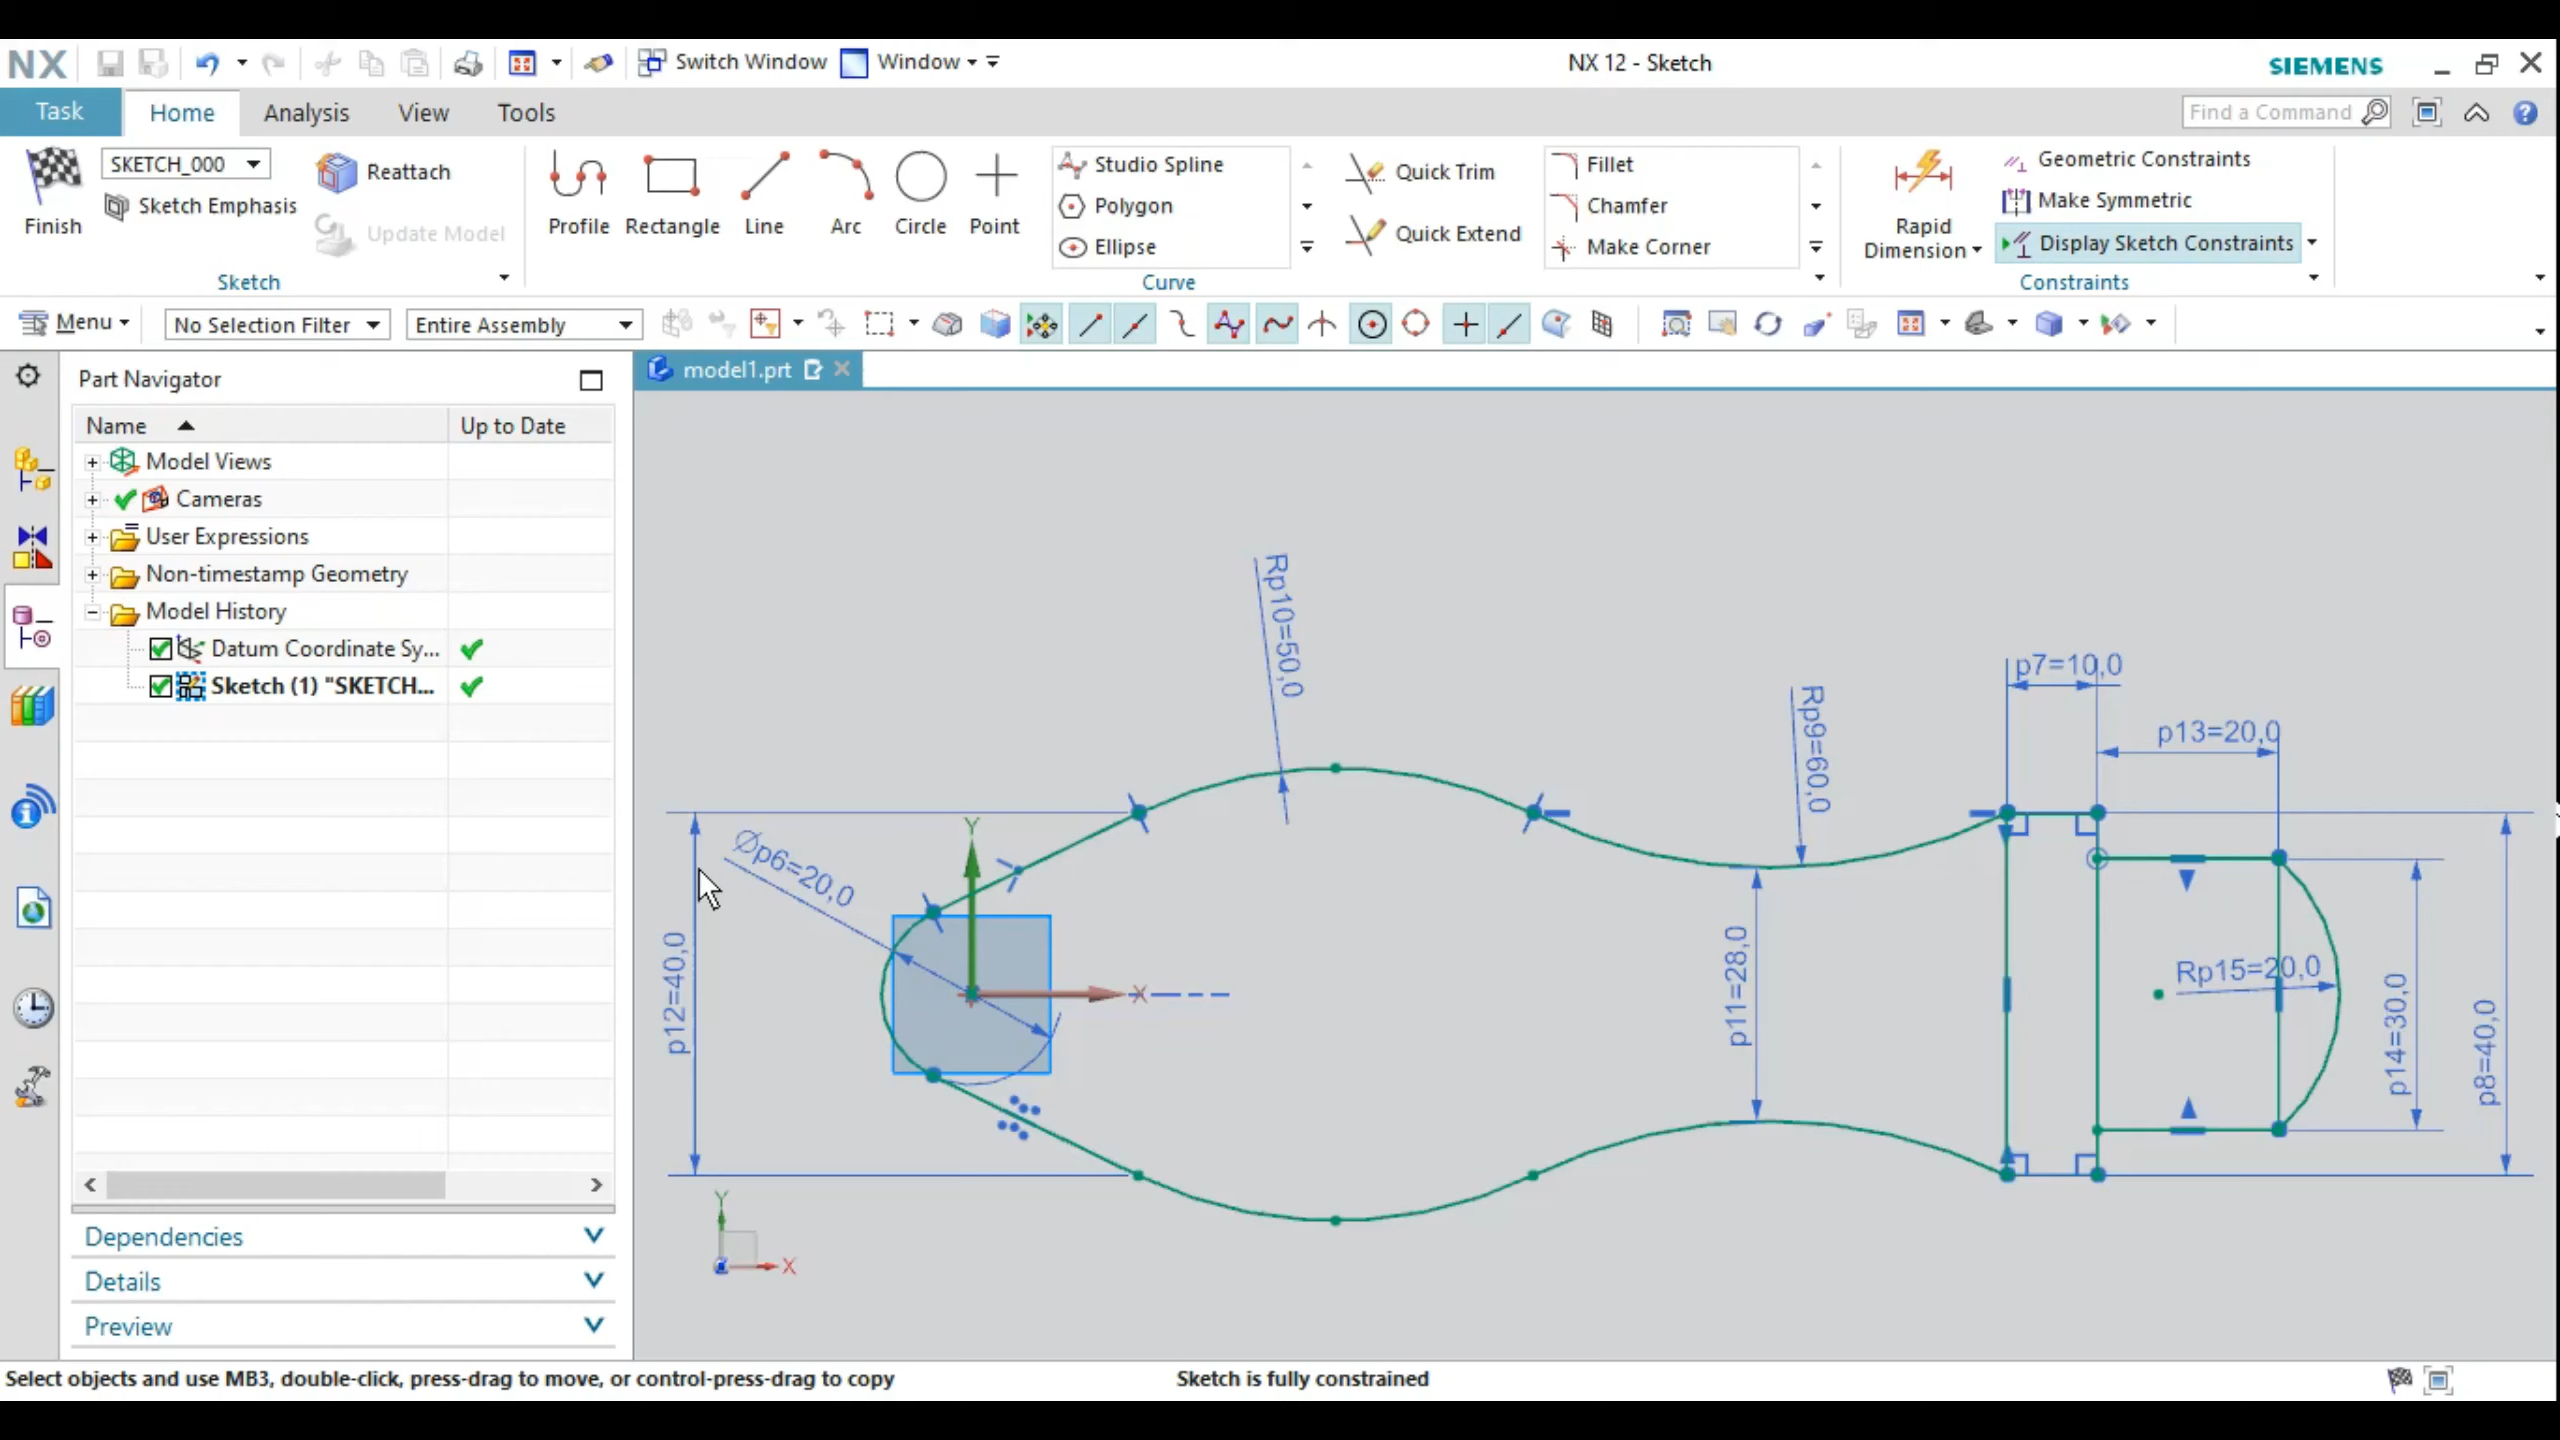 NX
Switch Window
Window
NX 12 - Sketch
SIEMENS
Task
Home
Analysis
View
Tools
Find a Command
Finish
SKETCH_000
Sketch Emphasis
Reattach
Update Model
Sketch
Profile
Rectangle
Line
Arc
Circle
Point
Studio Spline
Polygon
Ellipse
Curve
Quick Trim
Quick Extend
Fillet
Chamfer
Make Corner
Rapid
Dimension
Geometric Constraints
Make Symmetric
Display Sketch Constraints
Constraints
Menu
No Selection Filter
Entire Assembly
Part Navigator
model1.prt
Name
Up to Date
Model Views
Cameras
User Expressions
Non-timestamp Geometry
Model History
Datum Coordinate Sy...
Sketch (1) "SKETCH...
Dependencies
Details
Preview
Rp10=50,0
Rp9=60,0
p7=10,0
p13=20,0
Øp6=20,0
p12=40,0
Y
X
p11=28,0
Rp15=20,0
p14=30,0
p8=40,0
Y
X
Select objects and use MB3, double-click, press-drag to move, or control-press-drag to copy
Sketch is fully constrained